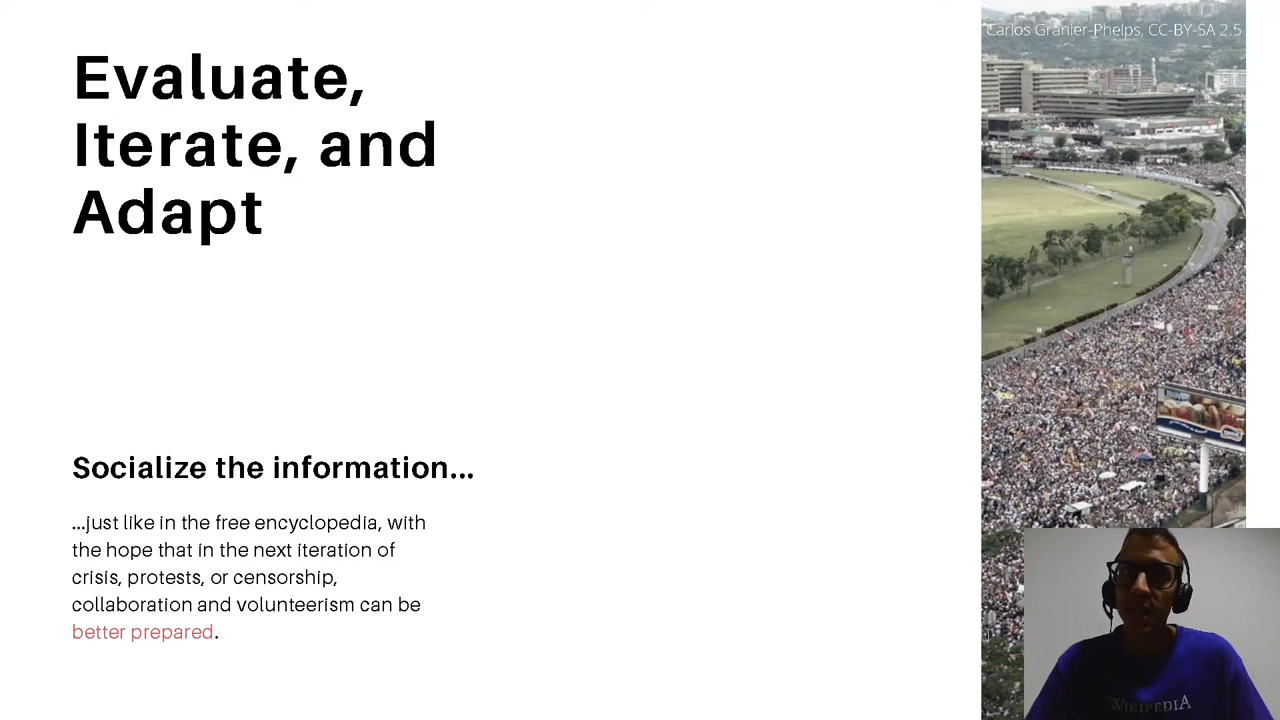 Carlos Granier-Phelps, CC-BY-SA 2.5
Evaluate,
Iterate, and
Adapt
Socialize the information...
...just like in the free encyclopedia, with
the hope that in the next iteration of
crisis, protests, or censorship,
collaboration and volunteerism can be
better prepared.
WIKIPEDIA